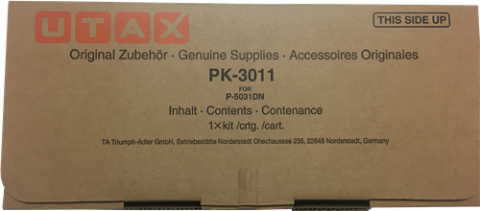 UTAX
THIS SIDE UP
Original Zubehör · Genuine Supplies · Accessoires Originales
PK-3011
FOR
P-5031DN
Inhalt · Contents · Contenance
1×kit /crtg. /cart.
TA Triumph-Adler GmbH, Betriebsstätte Norderstedt Ohechaussee 235, 22848 Norderstedt, Germany